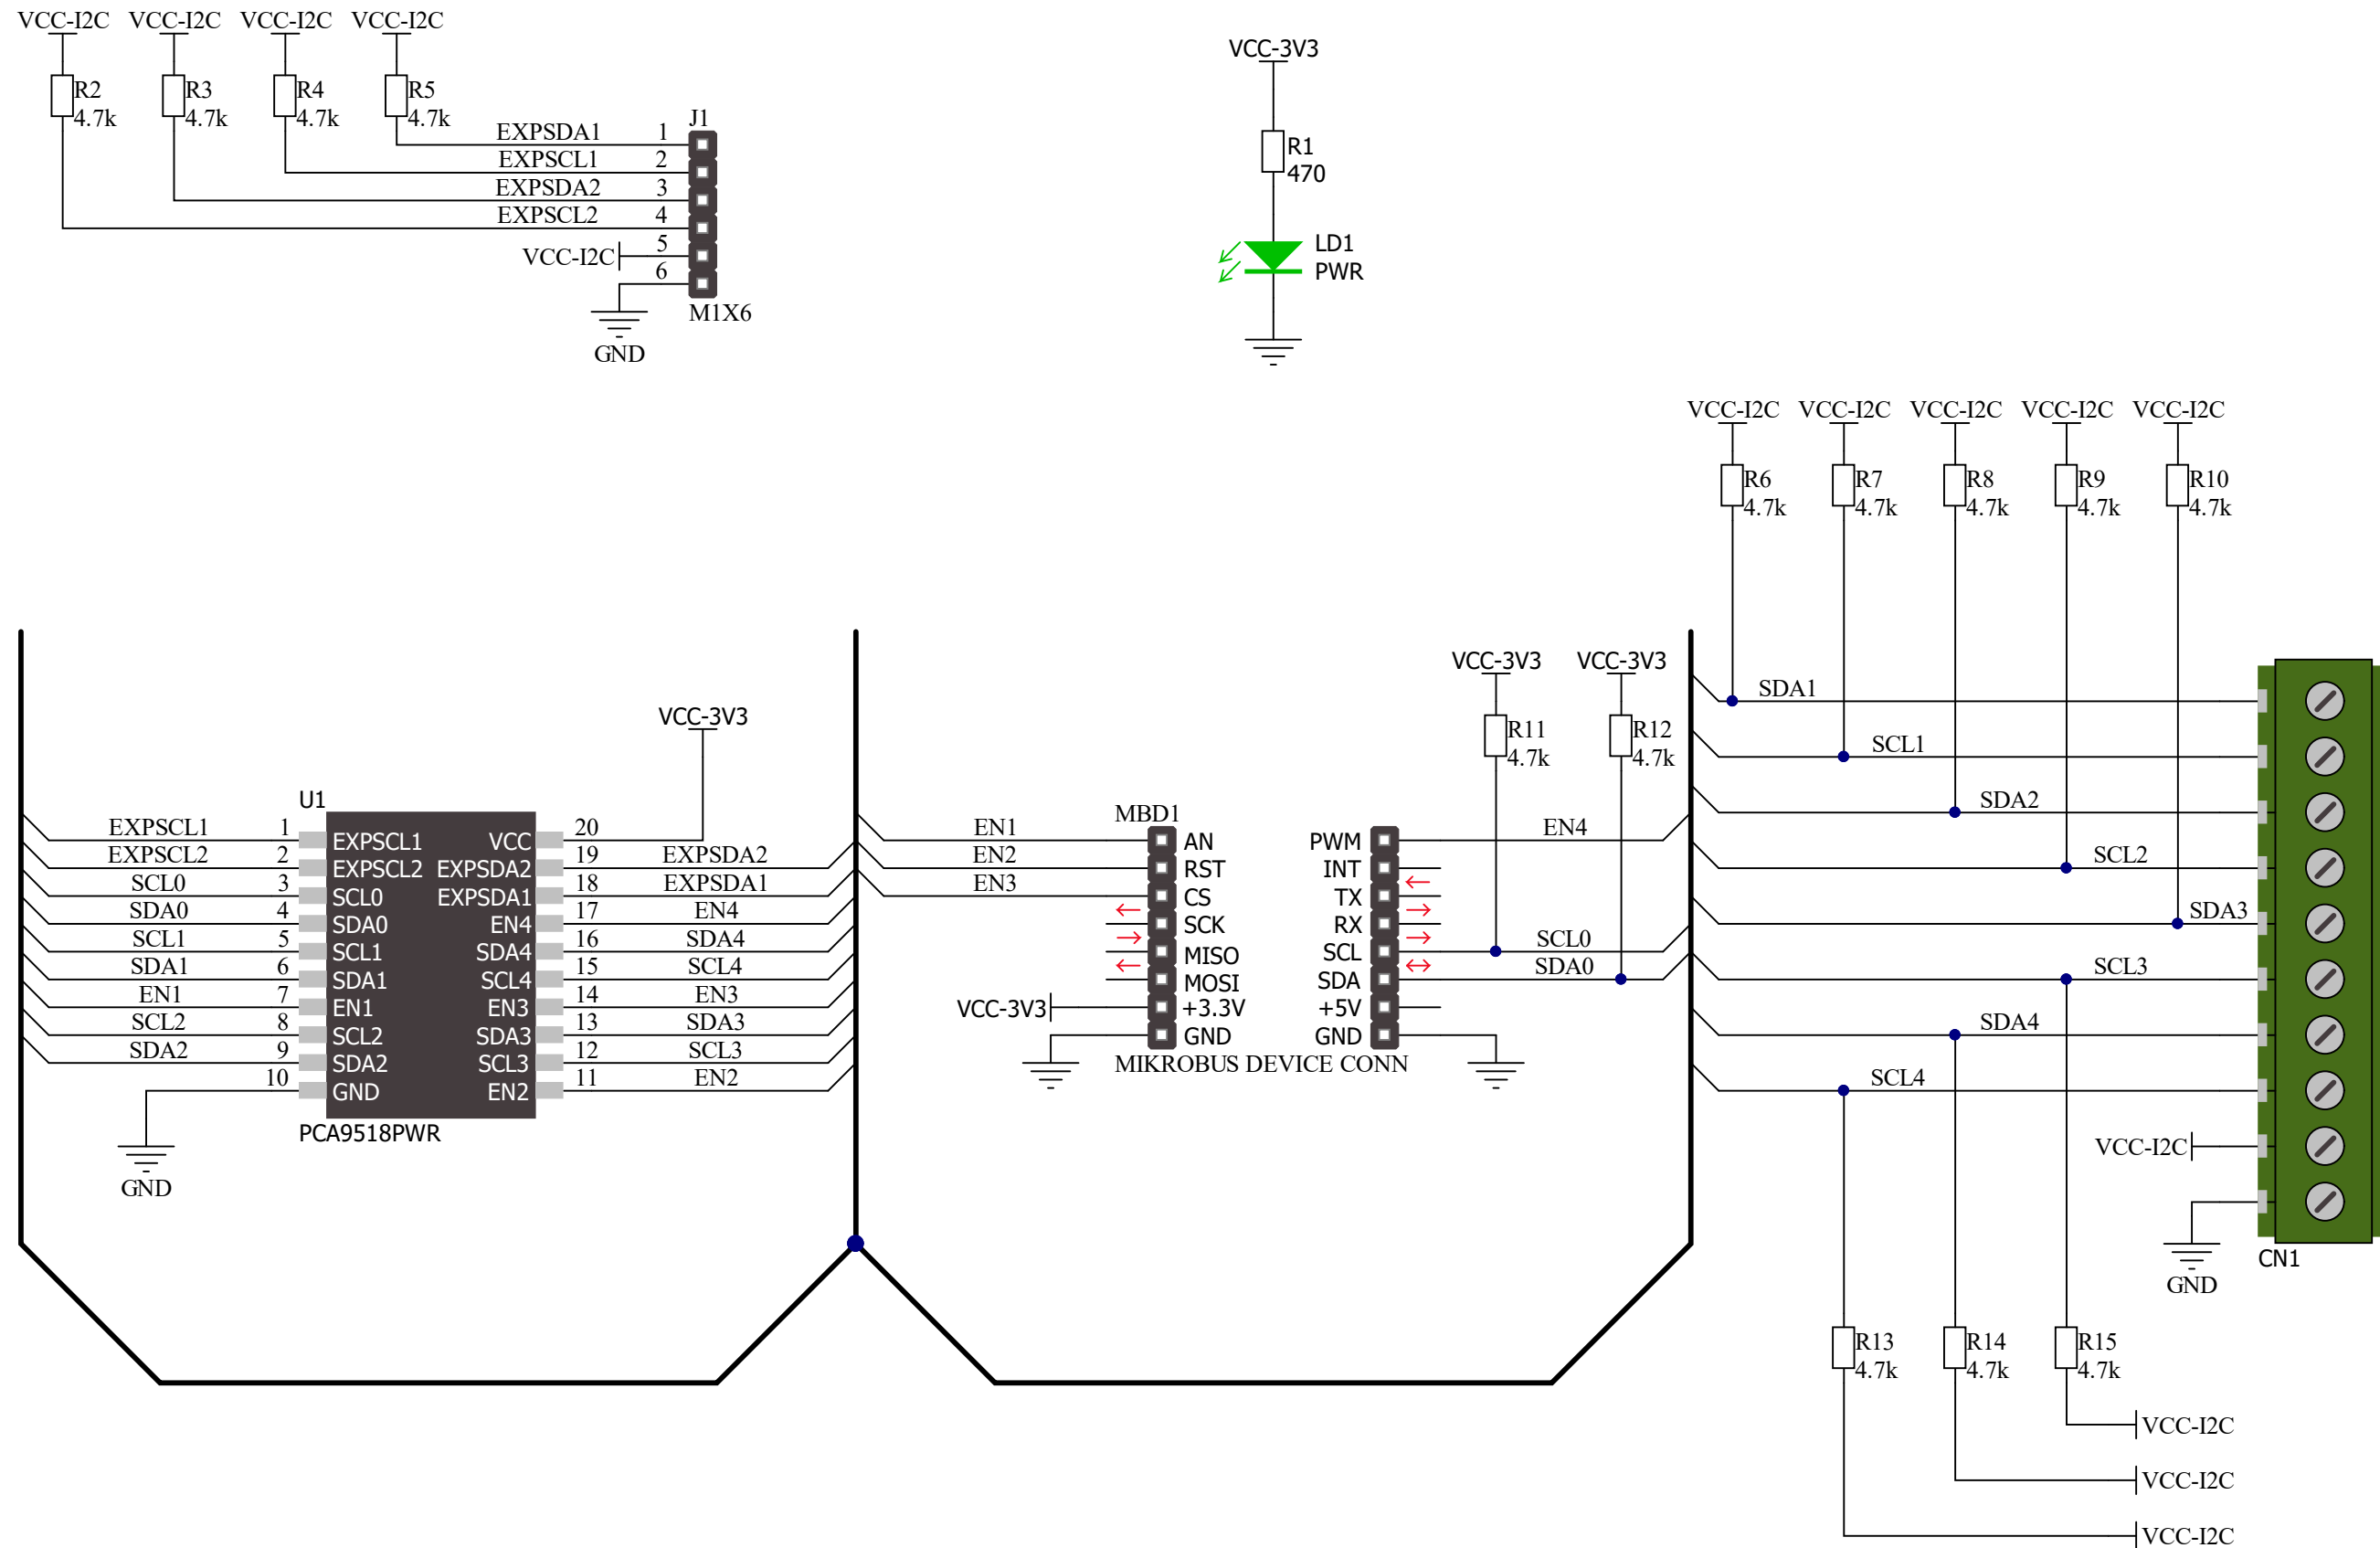 VCC-I2C VCC-I2C VCC-I2C VCC-I2C
R2 4.7k
R3 4.7k
R4 4.7k
R5 4.7k
J1
EXPSDA1 1
EXPSCL1 2
EXPSDA2 3
EXPSCL2 4
VCC-I2C 5
6
M1X6
GND
VCC-3V3
R1
470
LD1
PWR
VCC-I2C VCC-I2C VCC-I2C VCC-I2C VCC-I2C
R6 4.7k
R7 4.7k
R8 4.7k
R9 4.7k
R10 4.7k
VCC-3V3
U1
EXPSCL1 1 EXPSCL1 VCC 20
EXPSCL2 2 EXPSCL2 EXPSDA2 19 EXPSDA2
SCL0 3 SCL0 EXPSDA1 18 EXPSDA1
SDA0 4 SDA0 EN4 17 EN4
SCL1 5 SCL1 SDA4 16 SDA4
SDA1 6 SDA1 SCL4 15 SCL4
EN1 7 EN1 EN3 14 EN3
SCL2 8 SCL2 SDA3 13 SDA3
SDA2 9 SDA2 SCL3 12 SCL3
10 GND EN2 11 EN2
PCA9518PWR
GND
VCC-3V3 VCC-3V3
R11 4.7k
R12 4.7k
MBD1
EN1 AN PWM EN4
EN2 RST INT
EN3 CS TX
SCK RX
MISO SCL SCL0
MOSI SDA SDA0
VCC-3V3 +3.3V +5V
GND GND
MIKROBUS DEVICE CONN
SDA1
SCL1
SDA2
SCL2
SDA3
SCL3
SDA4
SCL4
VCC-I2C
GND
CN1
R13 4.7k
R14 4.7k
R15 4.7k
VCC-I2C
VCC-I2C
VCC-I2C